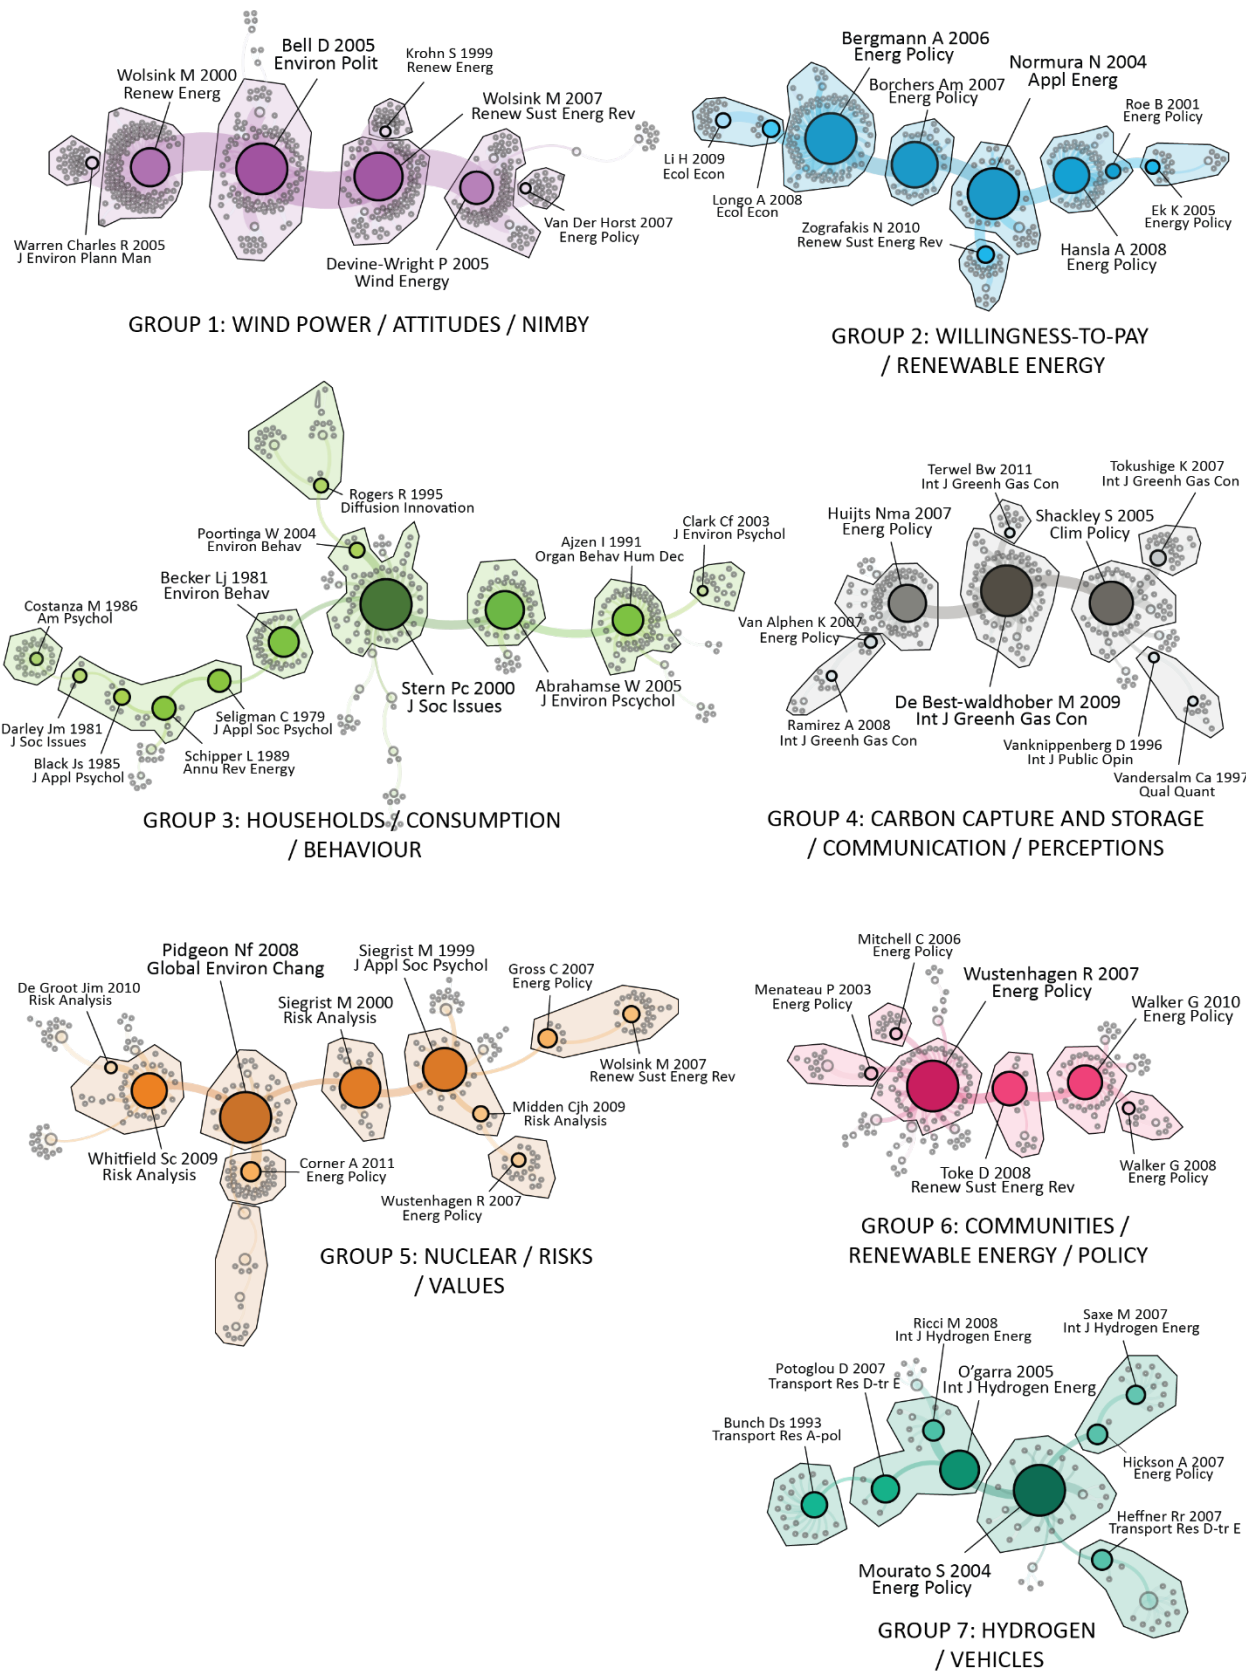 Bell D 2005
Environ Polit
Krohn S 1999
Renew Energ
Wolsink M 2000
Renew Energ
Wolsink M 2007
Renew Sust Energ Rev
Warren Charles R 2005
J Environ Plann Man
Devine-Wright P 2005
Wind Energy
Van Der Horst 2007
Energ Policy
GROUP 1: WIND POWER / ATTITUDES / NIMBY
Bergmann A 2006
Energ Policy
Normura N 2004
Appl Energ
Borchers Am 2007
Energ Policy
Roe B 2001
Energ Policy
Li H 2009
Ecol Econ
Longo A 2008
Ecol Econ
Zografakis N 2010
Renew Sust Energ Rev
Ek K 2005
Energy Policy
Hansla A 2008
Energ Policy
GROUP 2: WILLINGNESS-TO-PAY
/ RENEWABLE ENERGY
Rogers R 1995
Diffusion Innovation
Poortinga W 2004
Environ Behav
Clark Cf 2003
J Environ Psychol
Ajzen I 1991
Organ Behav Hum Dec
Becker Lj 1981
Environ Behav
Costanza M 1986
Am Psychol
Stern Pc 2000
J Soc Issues
Abrahamse W 2005
J Environ Pscychol
Seligman C 1979
J Appl Soc Psychol
Darley Jm 1981
J Soc Issues
Schipper L 1989
Annu Rev Energy
Black Js 1985
J Appl Psychol
GROUP 3: HOUSEHOLDS / CONSUMPTION
/ BEHAVIOUR
Terwel Bw 2011
Int J Greenh Gas Con
Tokushige K 2007
Int J Greenh Gas Con
Huijts Nma 2007
Energ Policy
Shackley S 2005
Clim Policy
Van Alphen K 2007
Energ Policy
De Best-waldhober M 2009
Int J Greenh Gas Con
Ramirez A 2008
Int J Greenh Gas Con
Vanknippenberg D 1996
Int J Public Opin
Vandersalm Ca 1997
Qual Quant
GROUP 4: CARBON CAPTURE AND STORAGE
/ COMMUNICATION / PERCEPTIONS
Pidgeon Nf 2008
Global Environ Chang
Siegrist M 1999
J Appl Soc Psychol
Gross C 2007
Energ Policy
De Groot Jim 2010
Risk Analysis
Siegrist M 2000
Risk Analysis
Wolsink M 2007
Renew Sust Energ Rev
Midden Cjh 2009
Risk Analysis
Whitfield Sc 2009
Risk Analysis
Corner A 2011
Energ Policy
Wustenhagen R 2007
Energ Policy
GROUP 5: NUCLEAR / RISKS
/ VALUES
Mitchell C 2006
Energ Policy
Wustenhagen R 2007
Energ Policy
Menateau P 2003
Energ Policy
Walker G 2010
Energ Policy
Toke D 2008
Renew Sust Energ Rev
Walker G 2008
Energ Policy
GROUP 6: COMMUNITIES /
RENEWABLE ENERGY / POLICY
Saxe M 2007
Int J Hydrogen Energ
Ricci M 2008
Int J Hydrogen Energ
Potoglou D 2007
Transport Res D-tr E
O'garra 2005
Int J Hydrogen Energ
Bunch Ds 1993
Transport Res A-pol
Hickson A 2007
Energ Policy
Heffner Rr 2007
Transport Res D-tr E
Mourato S 2004
Energ Policy
GROUP 7: HYDROGEN
/ VEHICLES